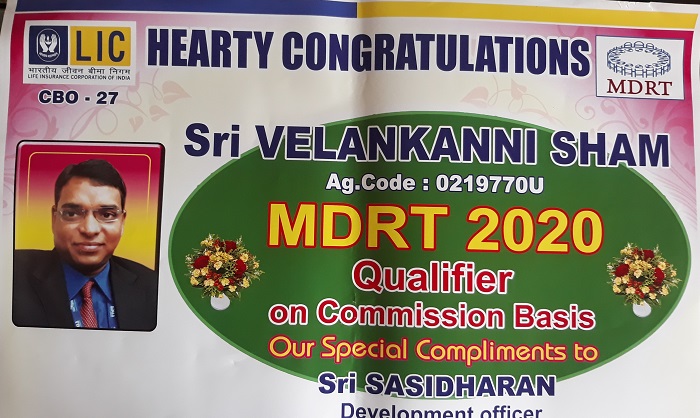 LIC
भारतीय जीवन बीमा निगम
LIFE INSURANCE CORPORATION OF INDIA
CBO - 27
HEARTY CONGRATULATIONS
MDRT
Sri VELANKANNI SHAM
Ag.Code : 0219770U
MDRT 2020
Qualifier
on Commission Basis
Our Special Compliments to
Sri SASIDHARAN
Development officer